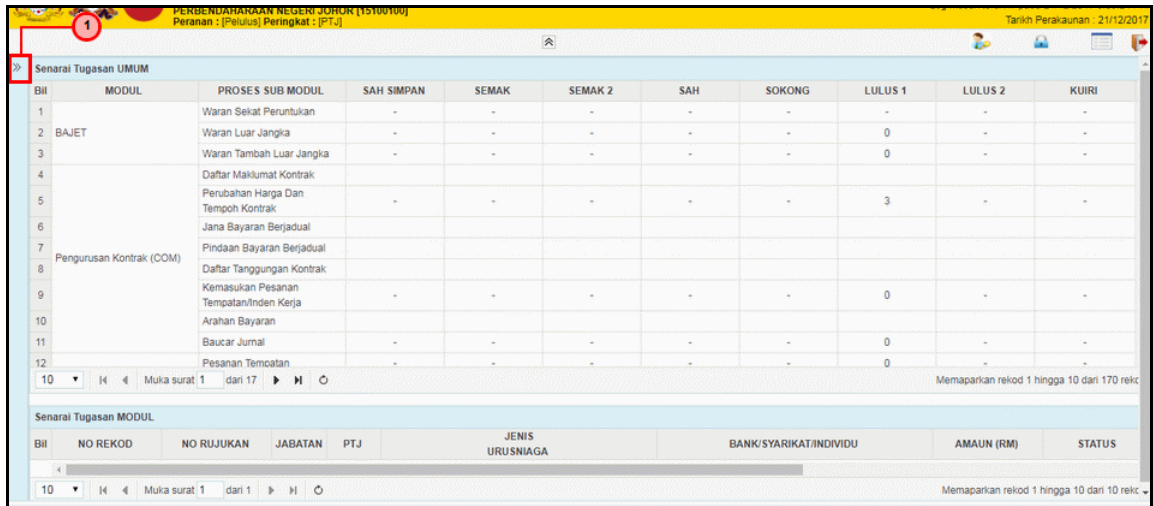 PERBENDAHARAAN NEGERI JOHOR [15100100]
Peranan : [Pelulus] Peringkat : [PTJ]
Tarikh Perakaunan : 21/12/2017
1
Senarai Tugasan UMUM
Bil MODUL PROSES SUB MODUL SAH SIMPAN SEMAK SEMAK 2 SAH SOKONG LULUS 1 LULUS 2 KUIRI
1 Waran Sekat Peruntukan - - - - - - - -
2 BAJET Waran Luar Jangka - - - - - 0 - -
3 Waran Tambah Luar Jangka - - - - - 0 - -
4 Daftar Maklumat Kontrak
5 Perubahan Harga Dan
Tempoh Kontrak - - - - - 3 - -
6 Jana Bayaran Berjadual
7 Pindaan Bayaran Berjadual
Pengurusan Kontrak (COM)
8 Daftar Tanggungan Kontrak
9 Kemasukan Pesanan
Tempatan/Inden Kerja - - - - - 0 - -
10 Arahan Bayaran
11 Baucar Jurnal - - - - - 0 - -
12 Pesanan Tempatan - - - - - 0 - -
10 Muka surat 1 dari 17 Memaparkan rekod 1 hingga 10 dari 170
Senarai Tugasan MODUL
Bil NO REKOD NO RUJUKAN JABATAN PTJ JENIS
URUSNIAGA BANK/SYARIKAT/INDIVIDU AMAUN (RM) STATUS
10 Muka surat 1 dari 1 Memaparkan rekod 1 hingga 10 dari 10